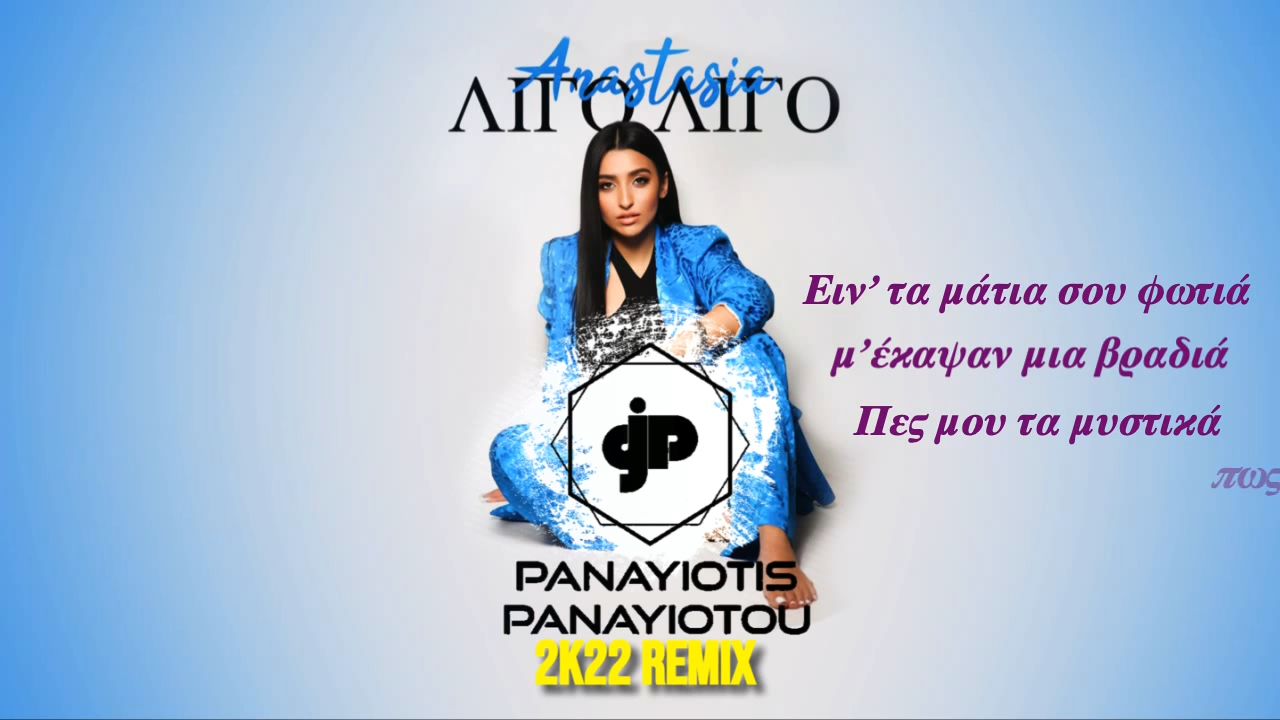 Anastasia
ΛΙΓΟ ΛΙΓΟ
Ειν’ τα μάτια σου φωτιά
μ’έκαψαν μια βραδιά
Πες μου τα μυστικά
πως
jp
PANAYIOTIS
PANAYIOTOU
2K22 REMIX